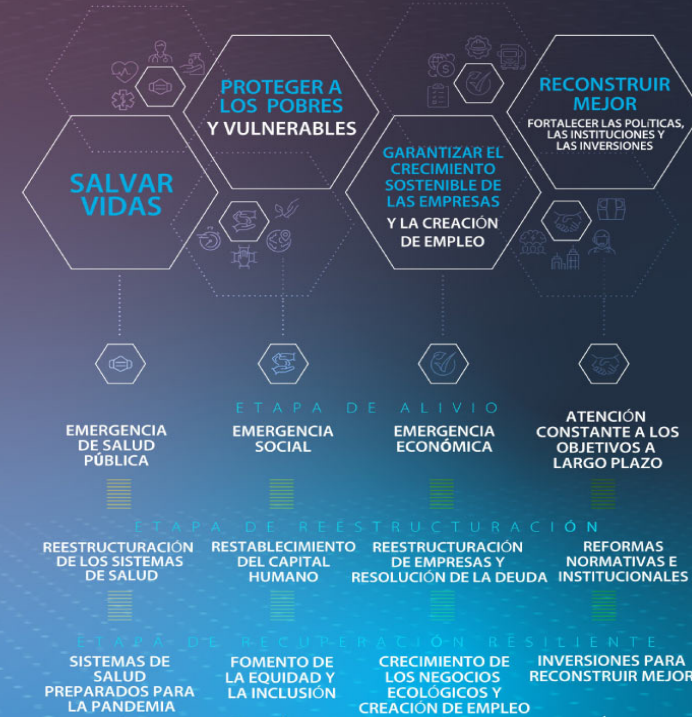 SALVAR
VIDAS
PROTEGER A
LOS POBRES
Y VULNERABLES
GARANTIZAR EL
CRECIMIENTO
SOSTENIBLE DE
LAS EMPRESAS
Y LA CREACIÓN
DE EMPLEO
RECONSTRUIR
MEJOR
FORTALECER LAS POLÍTICAS,
LAS INSTITUCIONES Y
LAS INVERSIONES
ETAPA DE ALIVIO
EMERGENCIA
DE SALUD
PÚBLICA
EMERGENCIA
SOCIAL
EMERGENCIA
ECONÓMICA
ATENCIÓN
CONSTANTE A LOS
OBJETIVOS A
LARGO PLAZO
ETAPA DE REESTRUCTURACIÓN
REESTRUCTURACIÓN
DE LOS SISTEMAS
DE SALUD
RESTABLECIMIENTO
DEL CAPITAL
HUMANO
REESTRUCTURACIÓN
DE EMPRESAS Y
RESOLUCIÓN DE LA DEUDA
REFORMAS
NORMATIVAS E
INSTITUCIONALES
ETAPA DE RECUPERACIÓN RESILIENTE
SISTEMAS DE
SALUD
PREPARADOS PARA
LA PANDEMIA
FOMENTO DE
LA EQUIDAD Y
LA INCLUSIÓN
CRECIMIENTO DE
LOS NEGOCIOS
ECOLÓGICOS Y
CREACIÓN DE EMPLEO
INVERSIONES PARA
RECONSTRUIR MEJOR